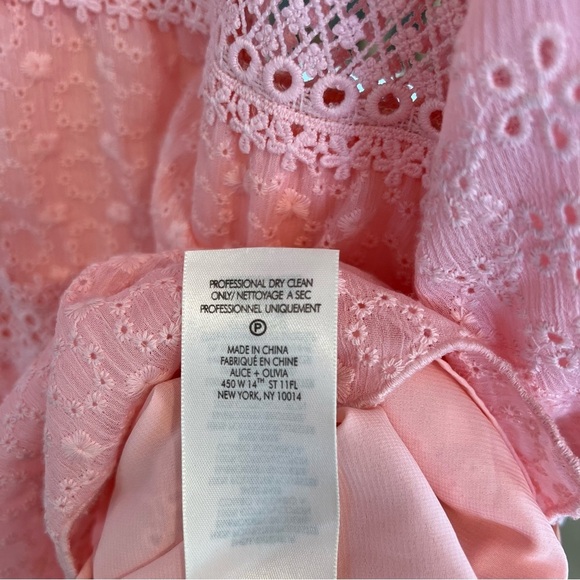 PROFESSIONAL DRY CLEAN
ONLY/ NETTOYAGE A SEC
PROFESSIONNEL UNIQUEMENT
P
MADE IN CHINA
FABRIQUÉ EN CHINE
ALICE + OLIVIA
450 W 14TH ST 11FL
NEW YORK, NY 10014